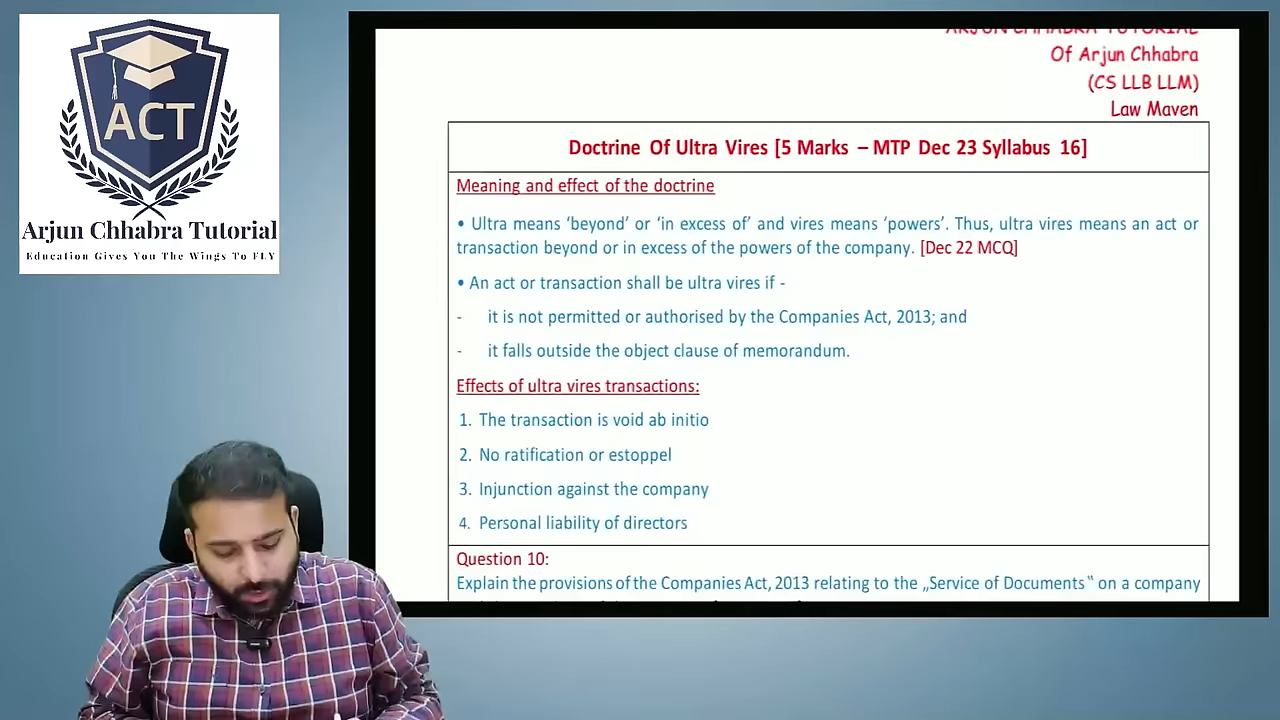 ACT
Arjun Chhabra Tutorial
Education Gives You The Wings To FLY
ARJUN CHHABRA TUTORIAL
Of Arjun Chhabra
(CS LLB LLM)
Law Maven
Doctrine Of Ultra Vires [5 Marks – MTP Dec 23 Syllabus 16]
Meaning and effect of the doctrine
• Ultra means ‘beyond’ or ‘in excess of’ and vires means ‘powers’. Thus, ultra vires means an act or
transaction beyond or in excess of the powers of the company. [Dec 22 MCQ]
• An act or transaction shall be ultra vires if -
- it is not permitted or authorised by the Companies Act, 2013; and
- it falls outside the object clause of memorandum.
Effects of ultra vires transactions:
1. The transaction is void ab initio
2. No ratification or estoppel
3. Injunction against the company
4. Personal liability of directors
Question 10:
Explain the provisions of the Companies Act, 2013 relating to the „Service of Documents‟ on a company